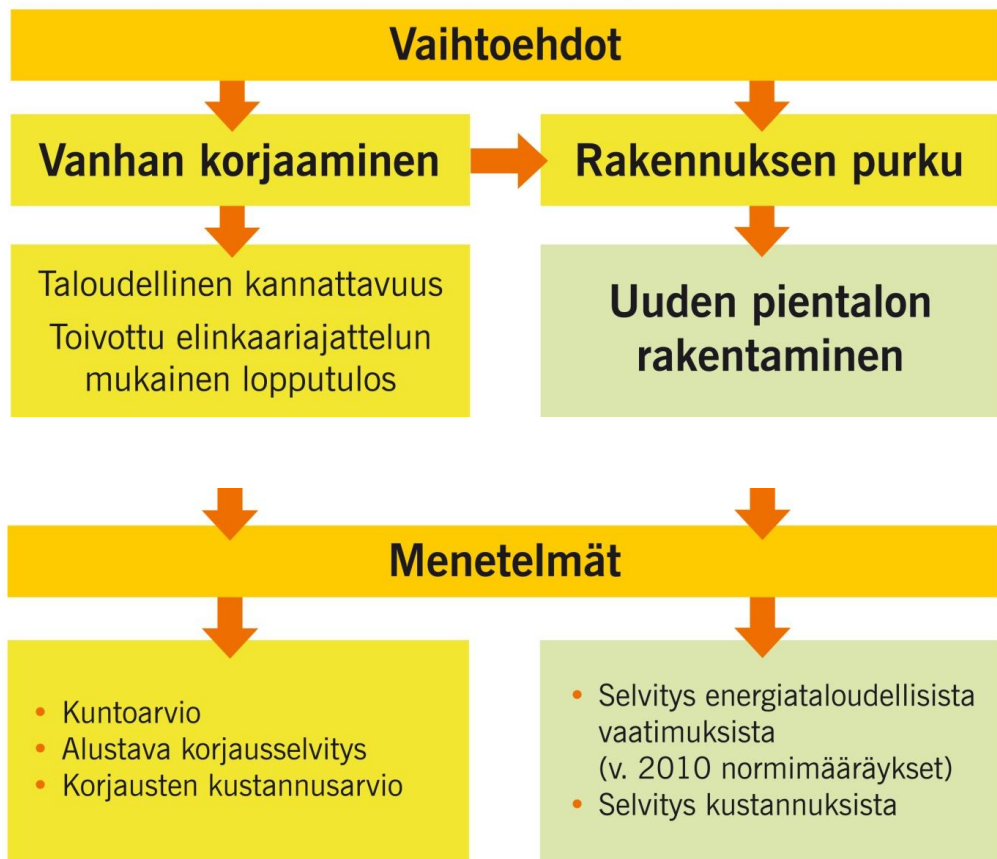 Vaihtoehdot
Vanhan korjaaminen
Rakennuksen purku
Taloudellinen kannattavuus
Toivottu elinkaariajattelun
mukainen lopputulos
Uuden pientalon
rakentaminen
Menetelmät
• Kuntoarvio
• Alustava korjausselvitys
• Korjausten kustannusarvio
• Selvitys energiataloudellisista
vaatimuksista
(v. 2010 normimääräykset)
• Selvitys kustannuksista